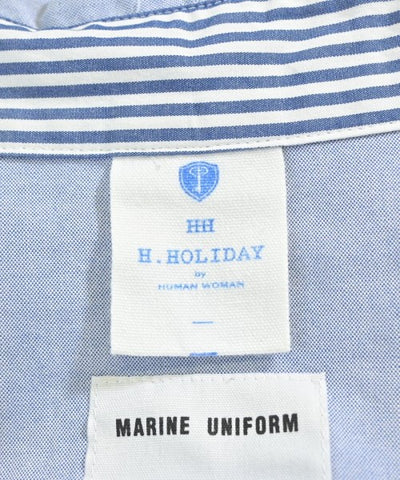 HH
H.HOLIDAY
by
HUMAN WOMAN
MARINE UNIFORM